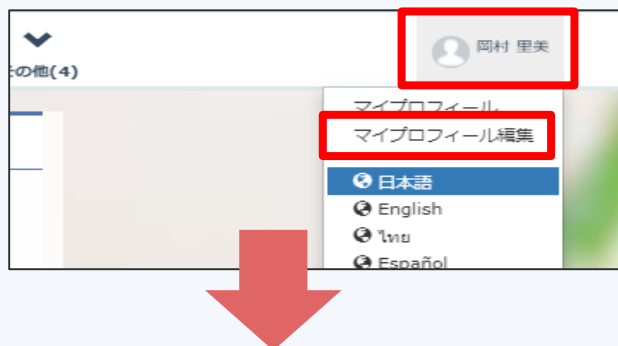 岡村 里美
その他(4)
マイプロフィール
マイプロフィール編集
日本語
English
ไทย
Español